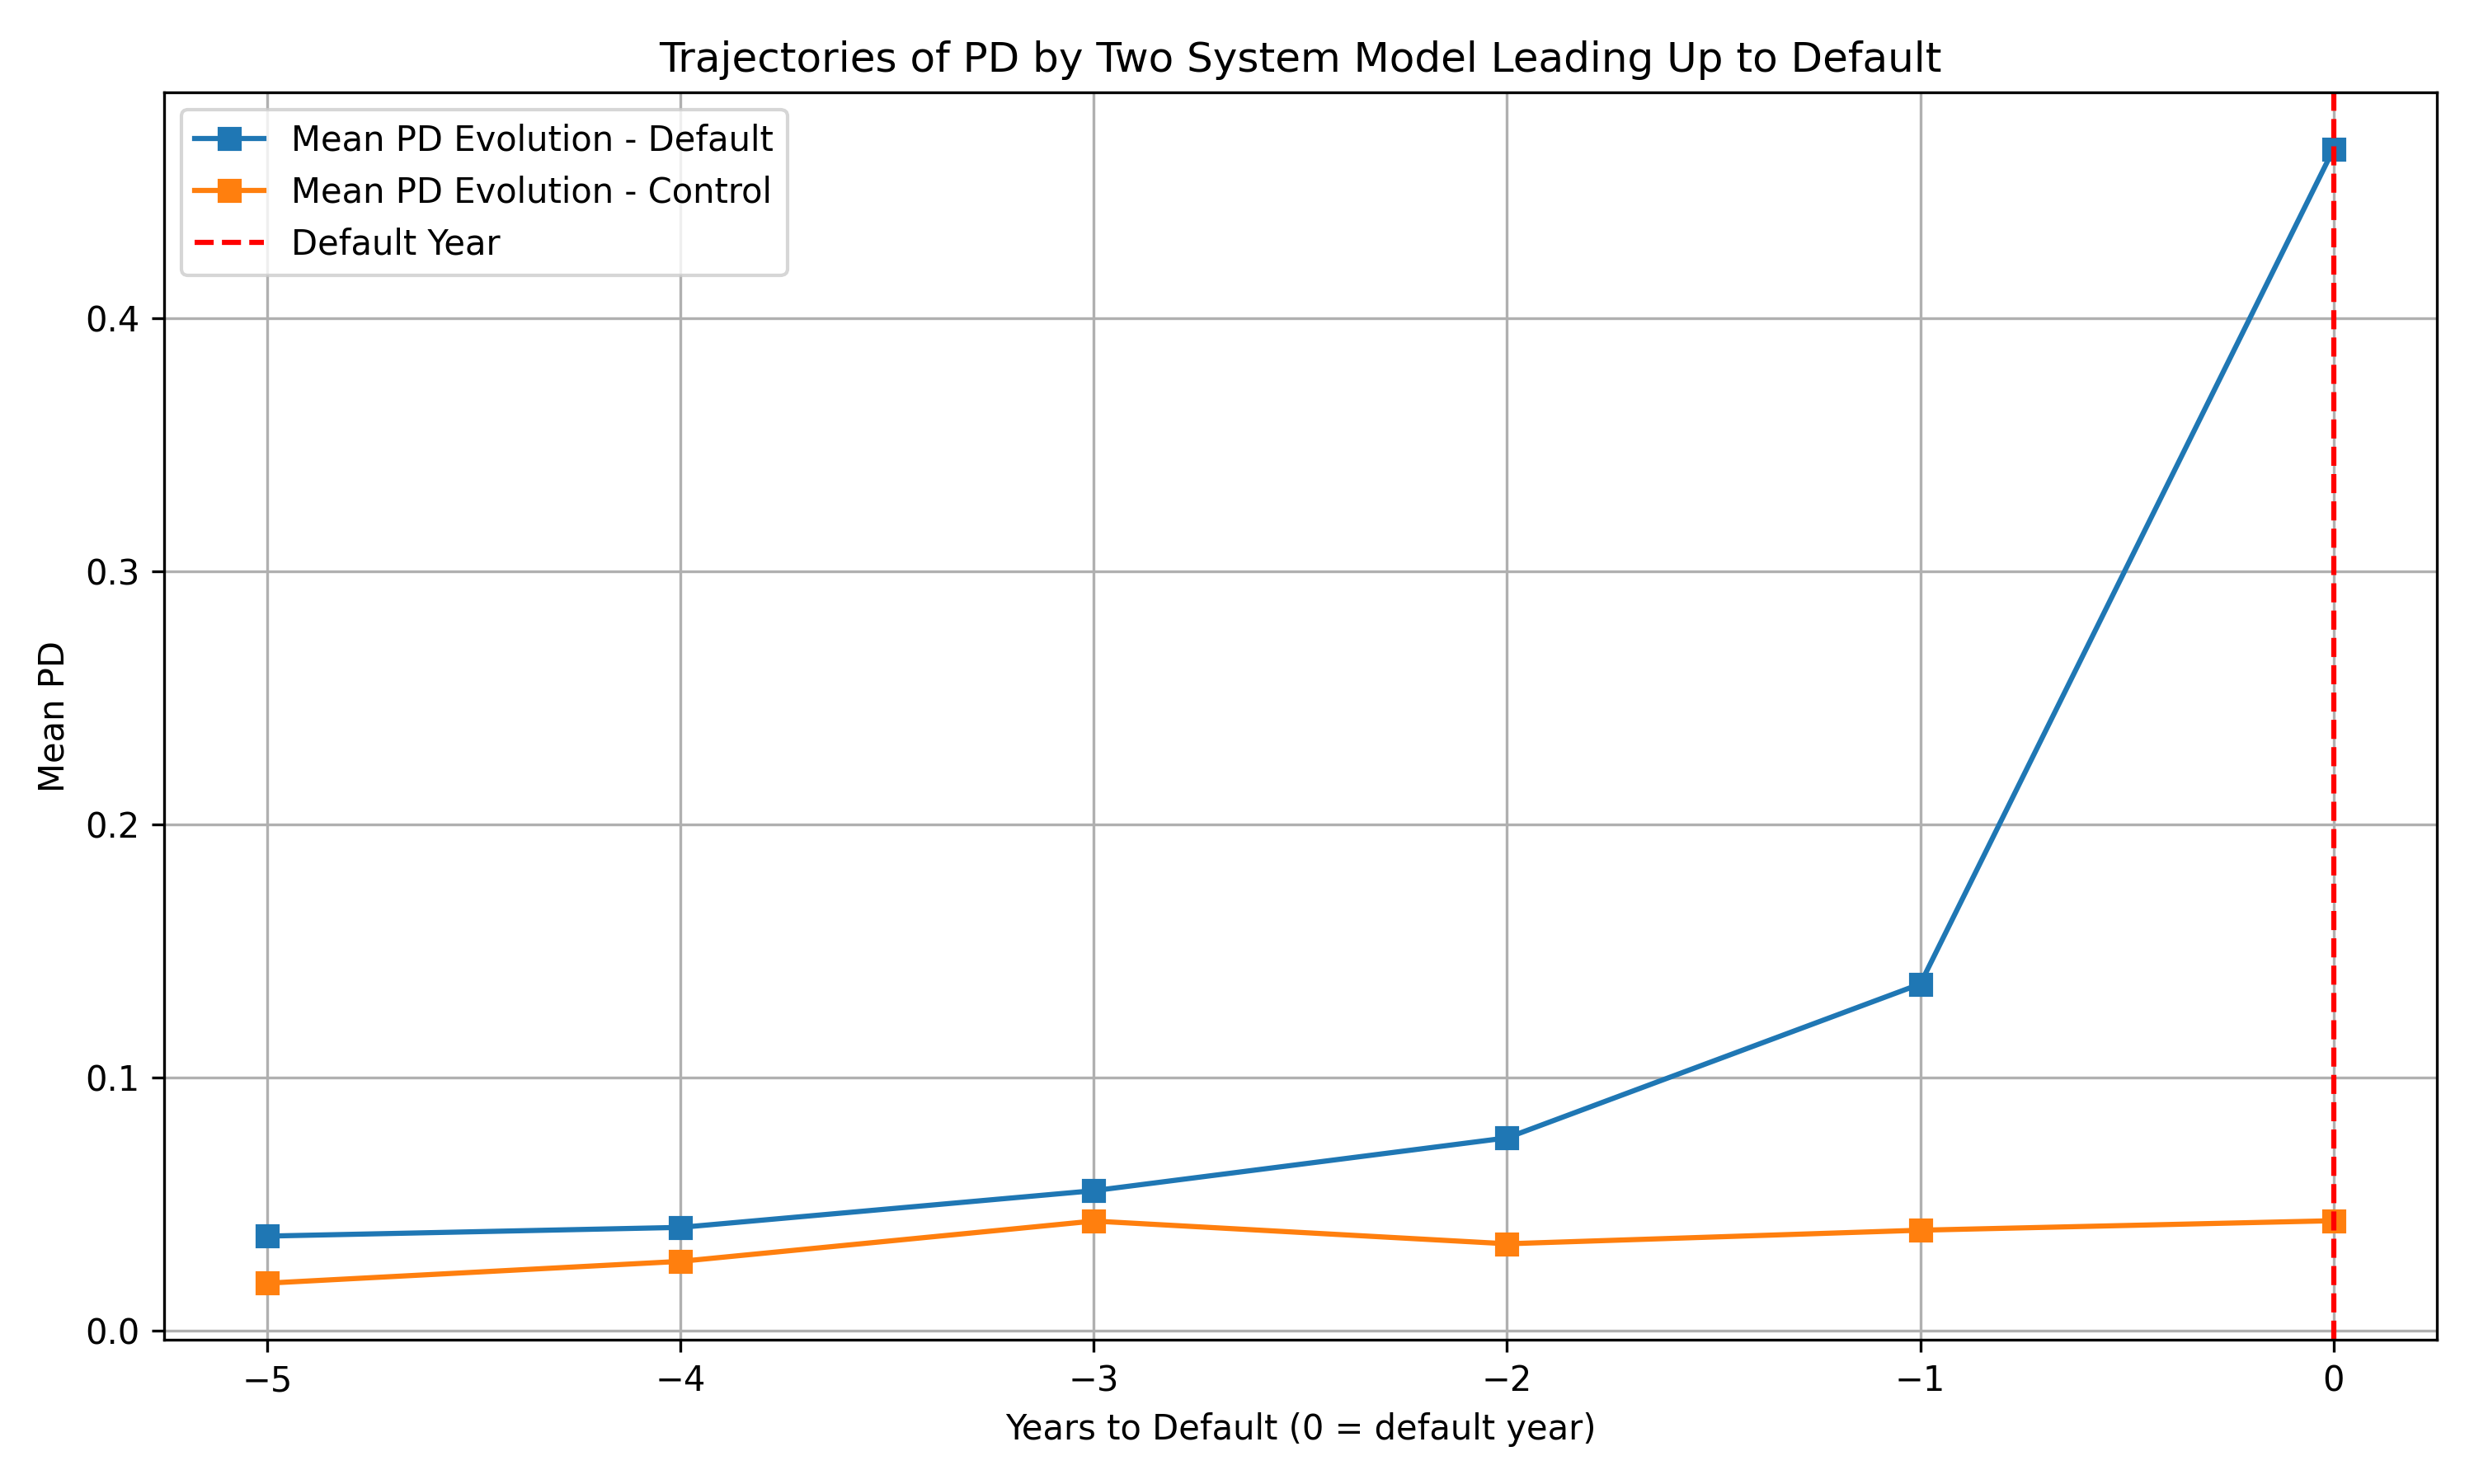 Trajectories of PD by Two System Model Leading Up to Default
Mean PD Evolution - Default
Mean PD Evolution - Control
Default Year
0.4
0.3
0.2
0.1
0.0
Mean PD
−5
−4
−3
−2
−1
0
Years to Default (0 = default year)